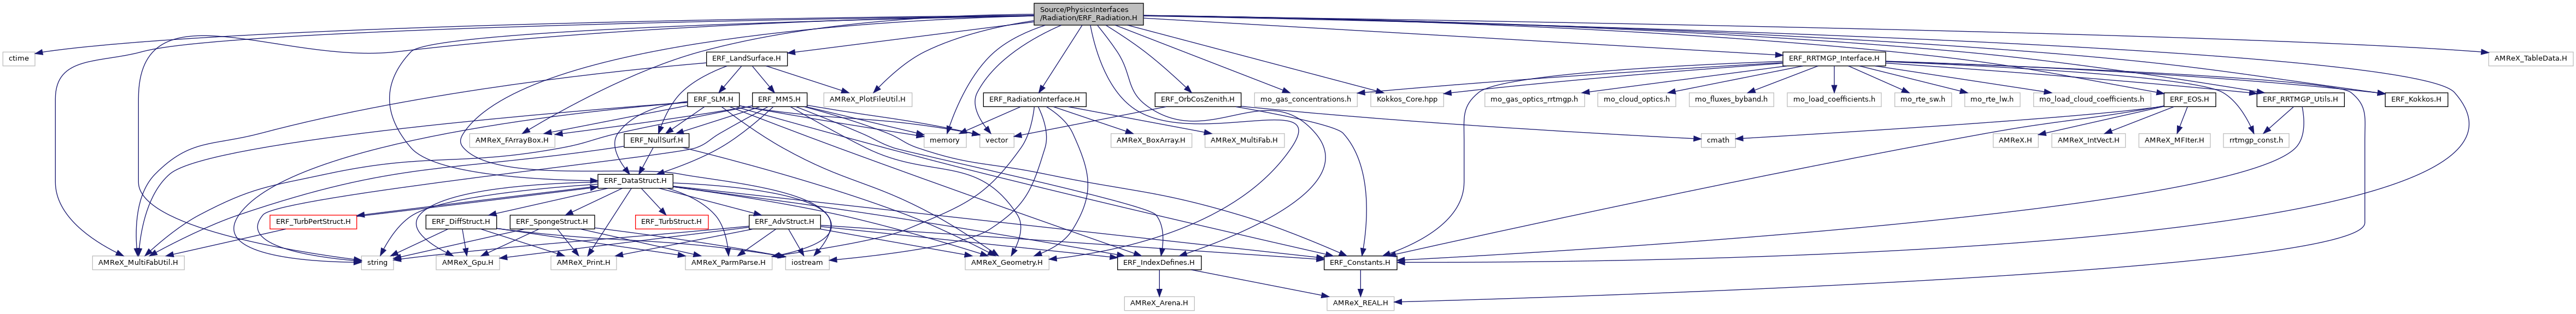 Source/PhysicsInterfaces
/Radiation/ERF_Radiation.H
ctime
ERF_LandSurface.H
ERF_RRTMGP_Interface.H
AMReX_TableData.H
ERF_SLM.H
ERF_MM5.H
AMReX_PlotFileUtil.H
ERF_RadiationInterface.H
ERF_OrbCosZenith.H
mo_gas_concentrations.h
Kokkos_Core.hpp
mo_gas_optics_rrtmgp.h
mo_cloud_optics.h
mo_fluxes_byband.h
mo_load_coefficients.h
mo_rte_sw.h
mo_rte_lw.h
mo_load_cloud_coefficients.h
ERF_EOS.H
ERF_RRTMGP_Utils.H
ERF_Kokkos.H
AMReX_FArrayBox.H
ERF_NullSurf.H
memory
vector
AMReX_BoxArray.H
AMReX_MultiFab.H
cmath
AMReX.H
AMReX_IntVect.H
AMReX_MFIter.H
rrtmgp_const.h
ERF_DataStruct.H
ERF_TurbPertStruct.H
ERF_DiffStruct.H
ERF_SpongeStruct.H
ERF_TurbStruct.H
ERF_AdvStruct.H
AMReX_MultiFabUtil.H
string
AMReX_Gpu.H
AMReX_Print.H
AMReX_ParmParse.H
iostream
AMReX_Geometry.H
ERF_IndexDefines.H
ERF_Constants.H
AMReX_Arena.H
AMReX_REAL.H